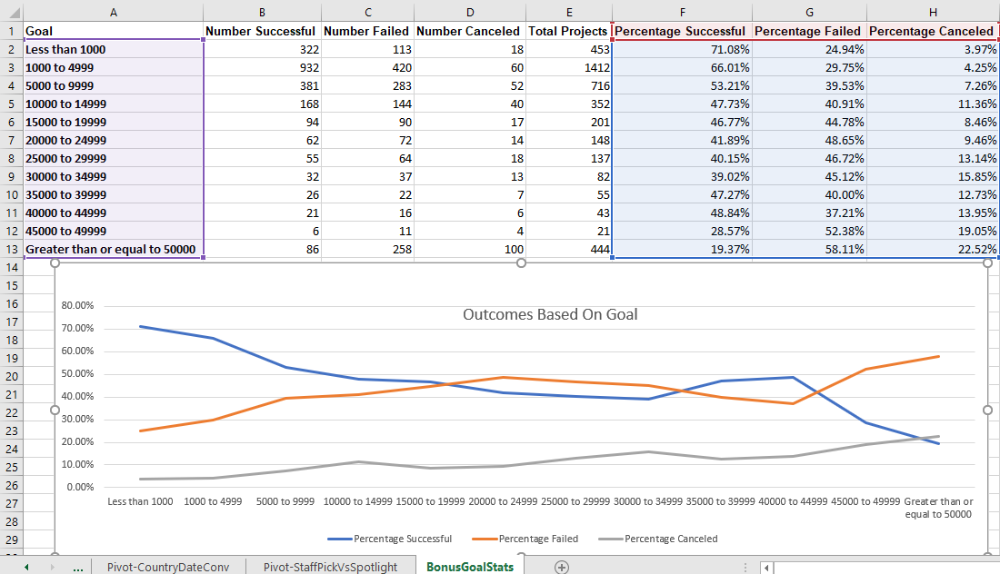 A B C D E F G H
1 Goal Number Successful Number Failed Number Canceled Total Projects Percentage Successful Percentage Failed Percentage Canceled
2 Less than 1000 322 113 18 453 71.08% 24.94% 3.97%
3 1000 to 4999 932 420 60 1412 66.01% 29.75% 4.25%
4 5000 to 9999 381 283 52 716 53.21% 39.53% 7.26%
5 10000 to 14999 168 144 40 352 47.73% 40.91% 11.36%
6 15000 to 19999 94 90 17 201 46.77% 44.78% 8.46%
7 20000 to 24999 62 72 14 148 41.89% 48.65% 9.46%
8 25000 to 29999 55 64 18 137 40.15% 46.72% 13.14%
9 30000 to 34999 32 37 13 82 39.02% 45.12% 15.85%
10 35000 to 39999 26 22 7 55 47.27% 40.00% 12.73%
11 40000 to 44999 21 16 6 43 48.84% 37.21% 13.95%
12 45000 to 49999 6 11 4 21 28.57% 52.38% 19.05%
13 Greater than or equal to 50000 86 258 100 444 19.37% 58.11% 22.52%
14
15
16
17
18
19
20
21
22
23
24
25
26
27
28
29
Outcomes Based On Goal
80.00%
70.00%
60.00%
50.00%
40.00%
30.00%
20.00%
10.00%
0.00%
Less than 1000 1000 to 4999 5000 to 9999 10000 to 14999 15000 to 19999 20000 to 24999 25000 to 29999 30000 to 34999 35000 to 39999 40000 to 44999 45000 to 49999 Greater than or
equal to 50000
Percentage Successful Percentage Failed Percentage Canceled
... Pivot-CountryDateConv Pivot-StaffPickVsSpotlight BonusGoalStats